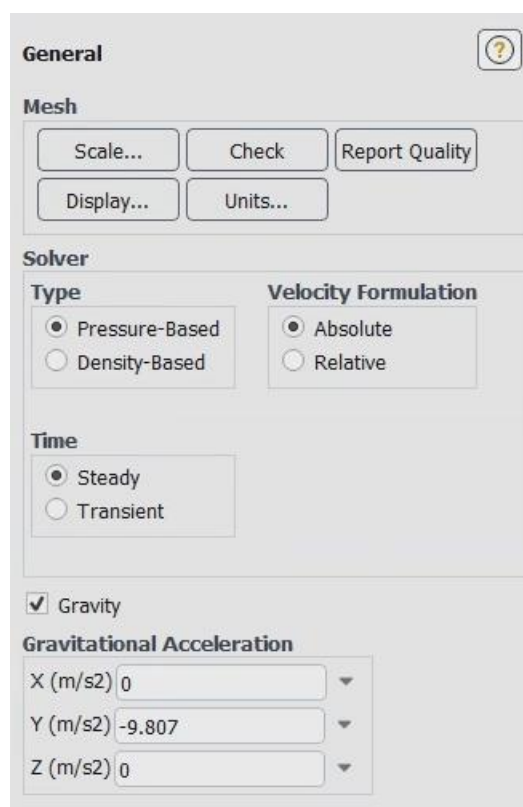 General
?
Mesh
Scale... Check Report Quality
Display... Units...
Solver
Type Velocity Formulation
Pressure-Based Absolute
Density-Based Relative
Time
Steady
Transient
Gravity
Gravitational Acceleration
X (m/s2) 0
Y (m/s2) -9.807
Z (m/s2) 0